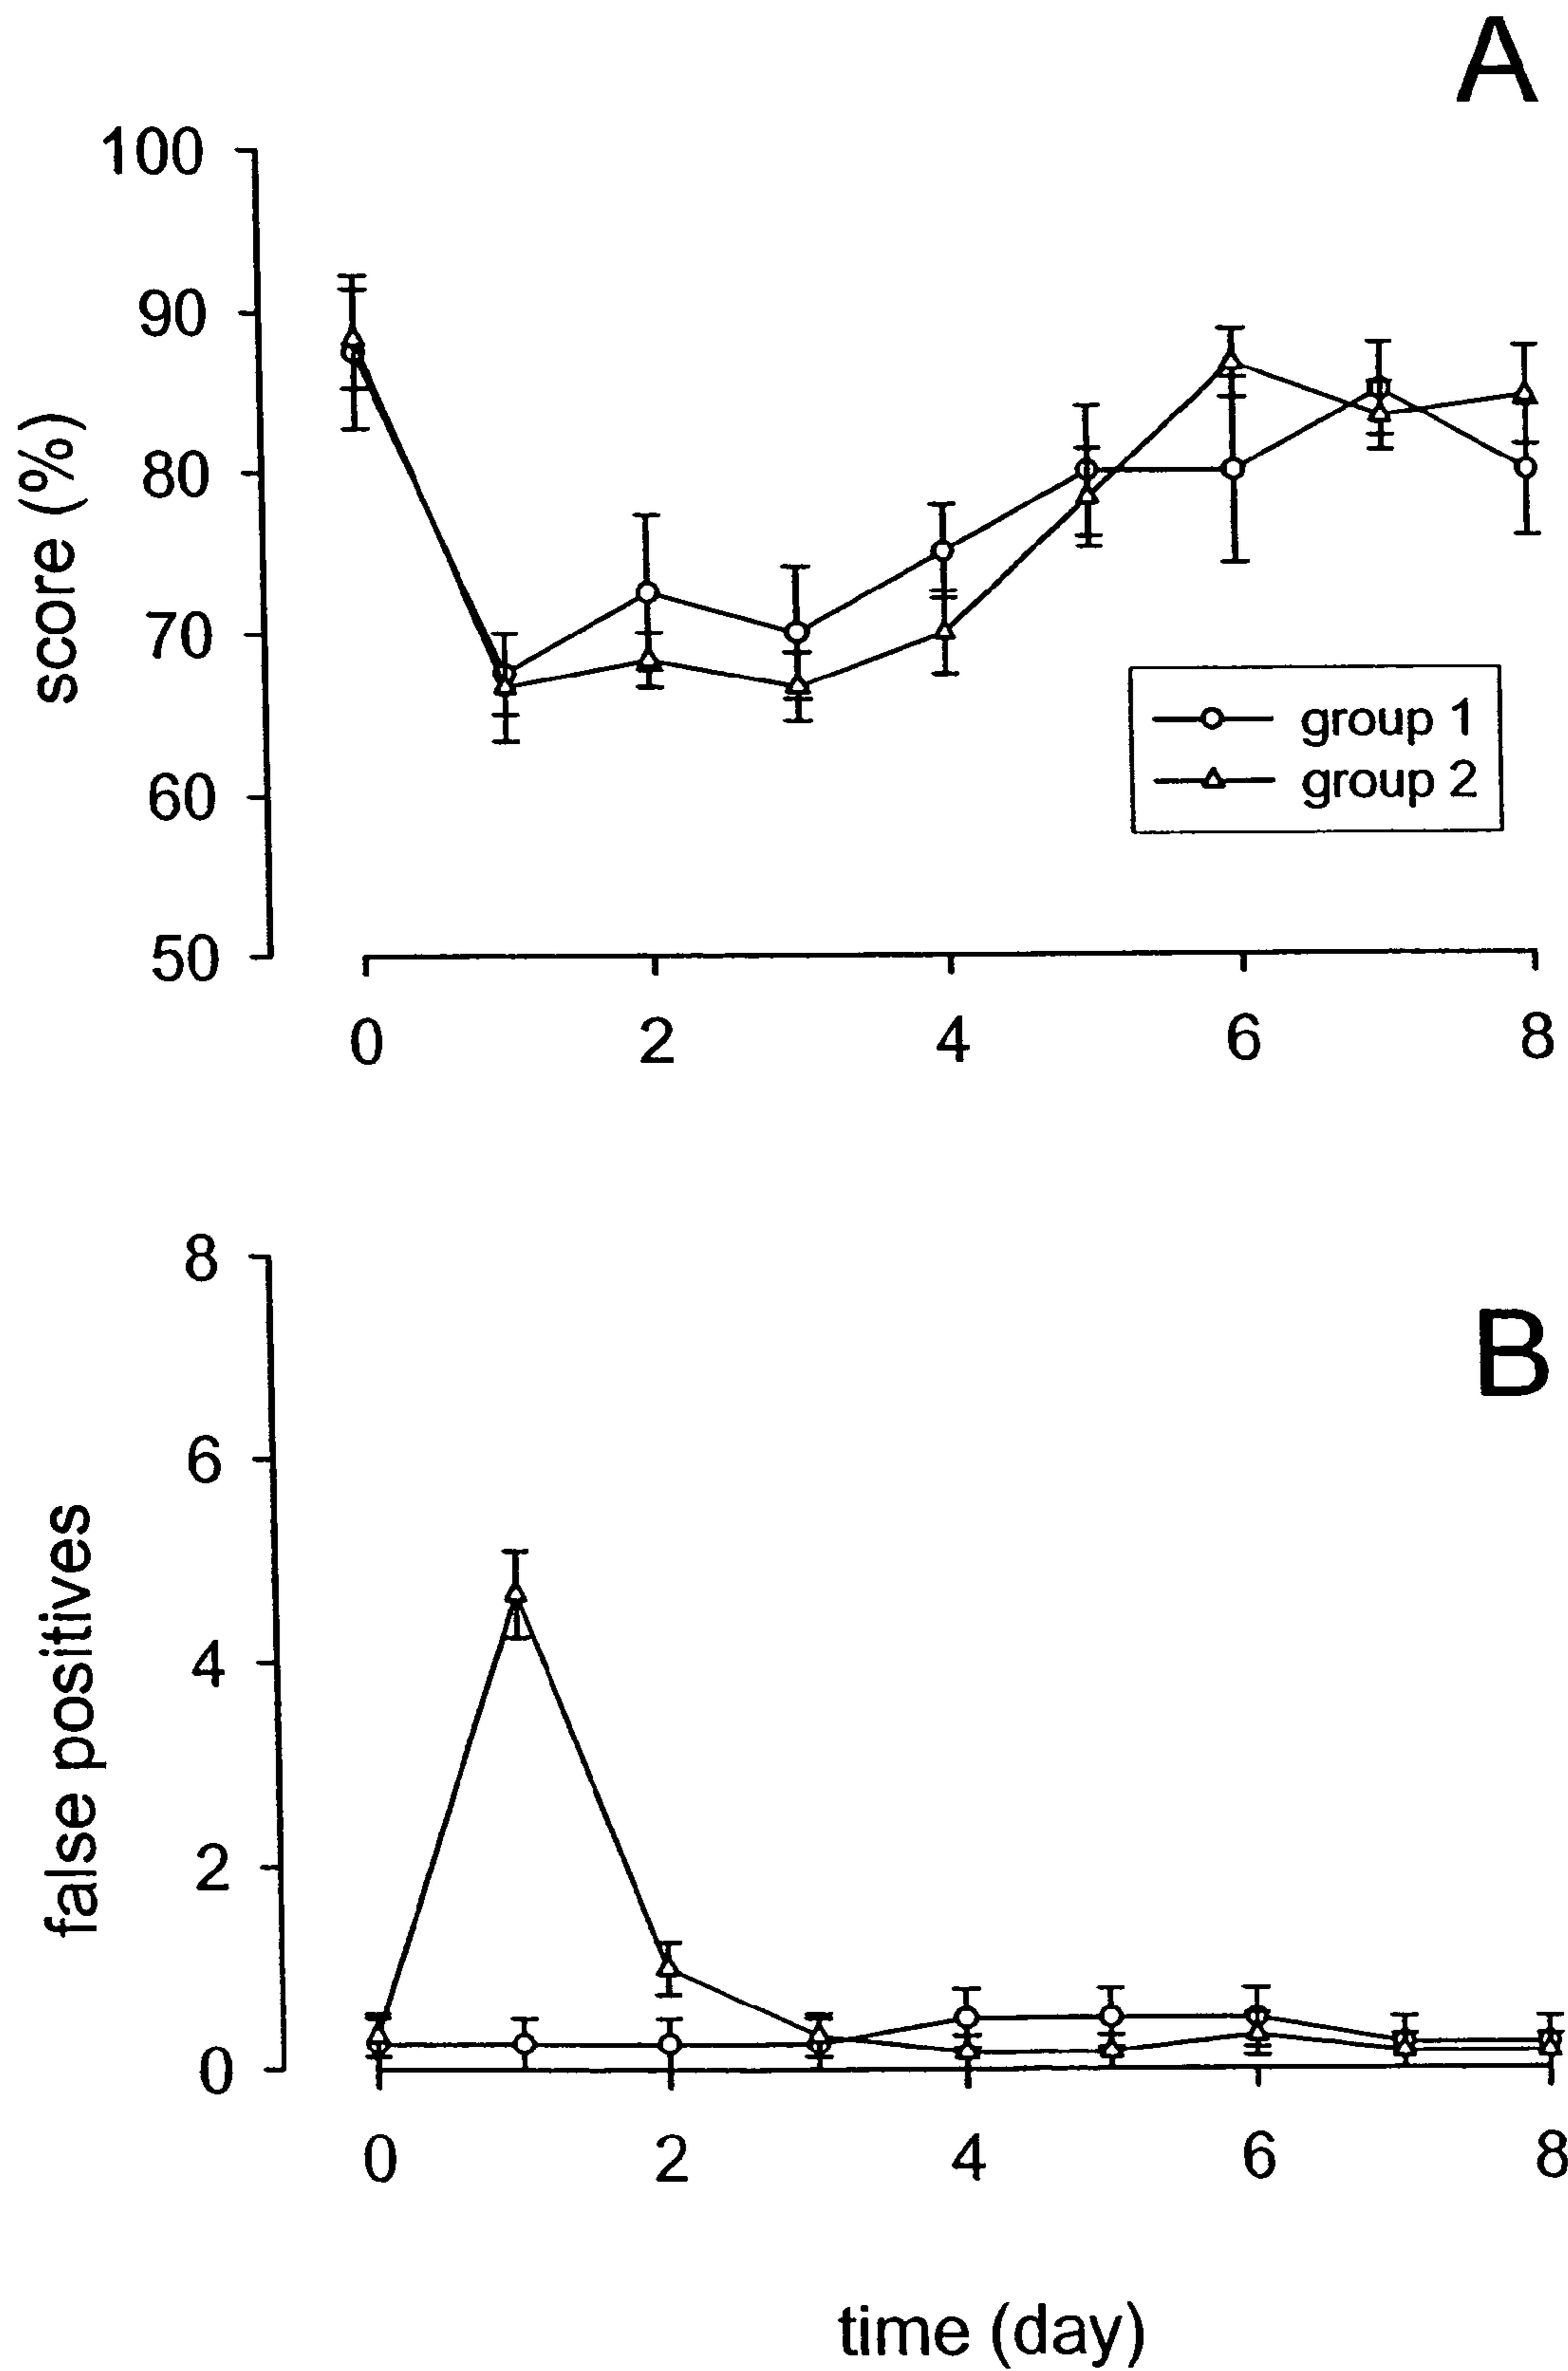 A
100
90
80
70
60
50
score (%)
group 1
group 2
0 2 4 6 8
B
8
6
4
2
0
false positives
0 2 4 6 8
time (day)